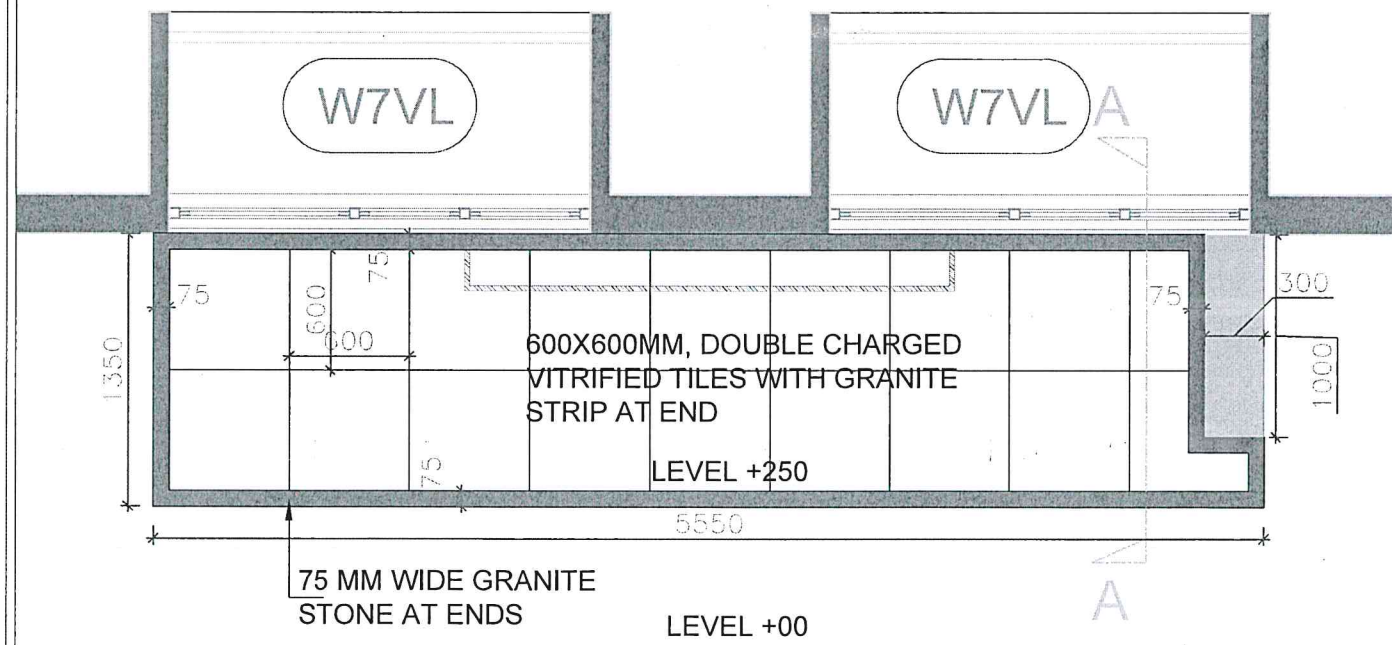 W7VL
W7VL
A
75
75
75
300
600
600
1350
1000
600X600MM, DOUBLE CHARGED
VITRIFIED TILES WITH GRANITE
STRIP AT END
75
LEVEL +250
5550
75 MM WIDE GRANITE
STONE AT ENDS
A
LEVEL +00